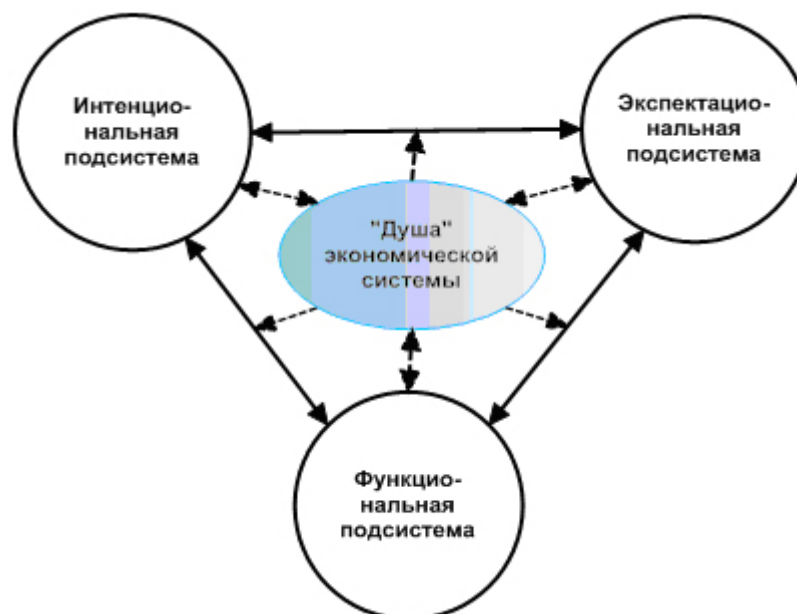 Интенцио-
нальная
подсистема
Экспектацио-
нальная
подсистема
"Душа"
экономической
системы
Функцио-
нальная
подсистема